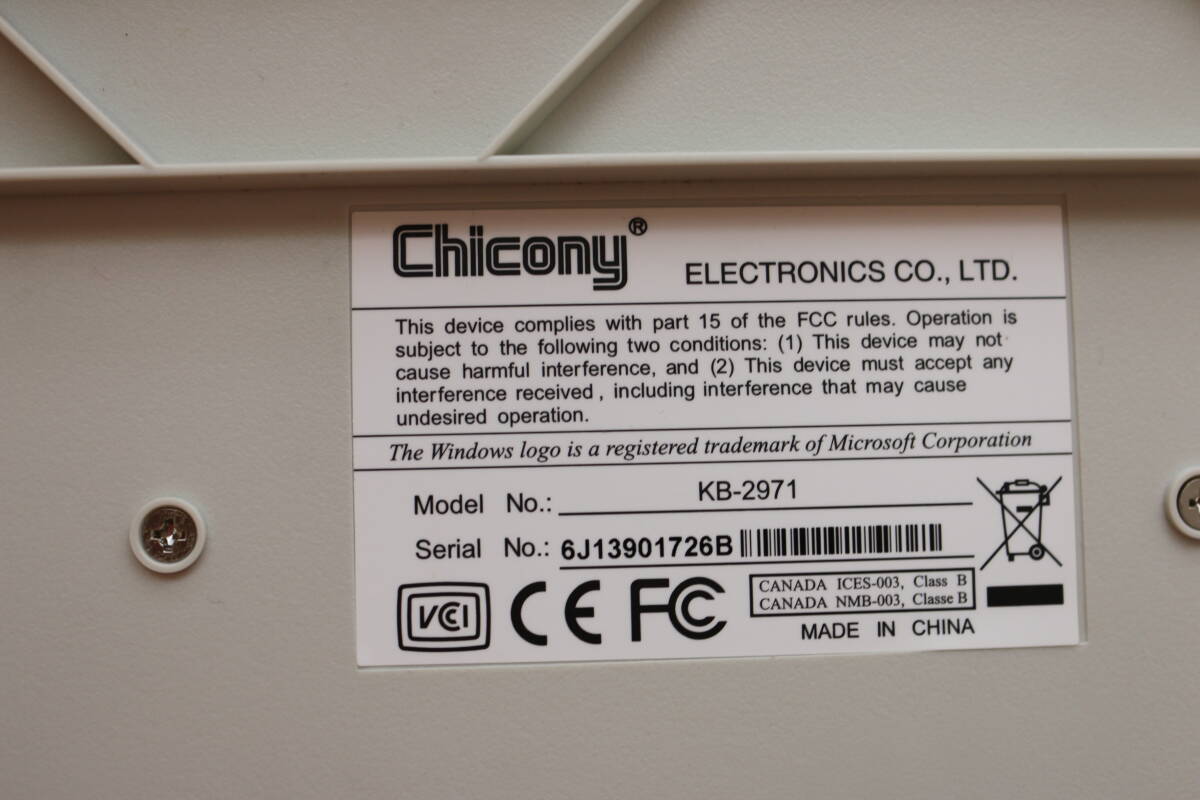 Chicony® ELECTRONICS CO., LTD.
This device complies with part 15 of the FCC rules. Operation is
subject to the following two conditions: (1) This device may not
cause harmful interference, and (2) This device must accept any
interference received, including interference that may cause
undesired operation.
The Windows logo is a registered trademark of Microsoft Corporation
Model No.: KB-2971
Serial No.: 6J13901726B
VCCI CE FCC
CANADA ICES-003, Class B
CANADA NMB-003, Classe B
MADE IN CHINA